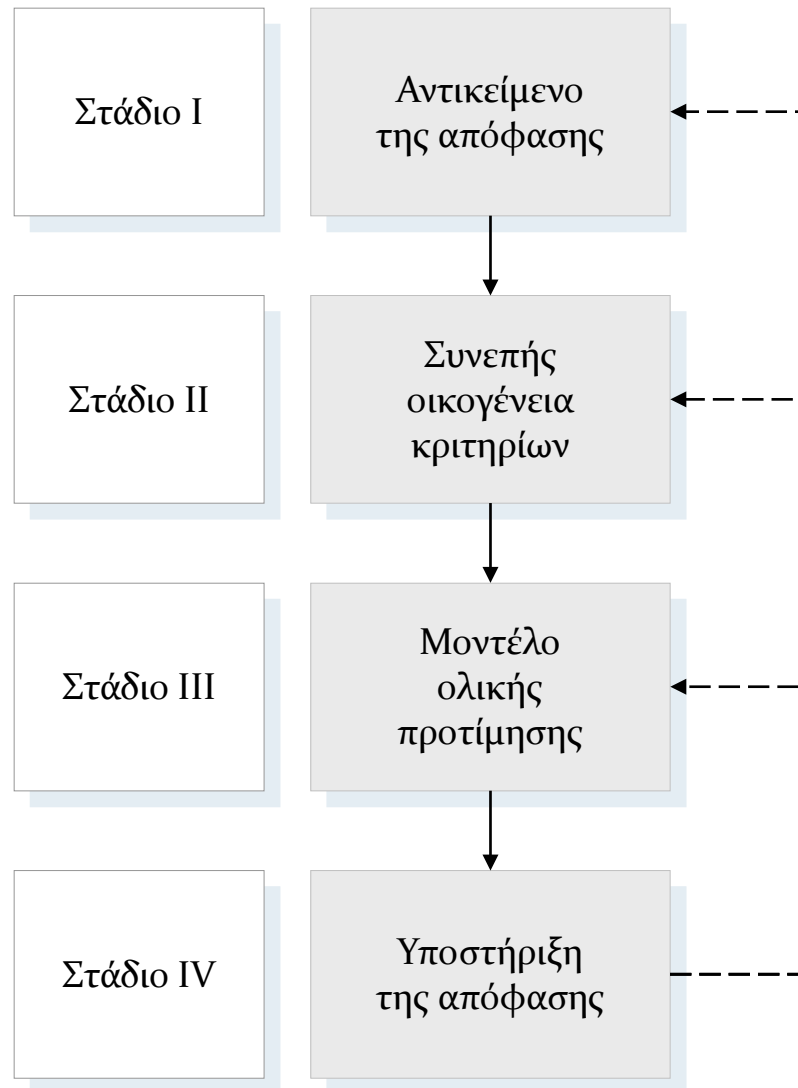 Στάδιο I
Αντικείμενο
της απόφασης
Στάδιο II
Συνεπής
οικογένεια
κριτηρίων
Στάδιο III
Μοντέλο
ολικής
προτίμησης
Στάδιο IV
Υποστήριξη
της απόφασης